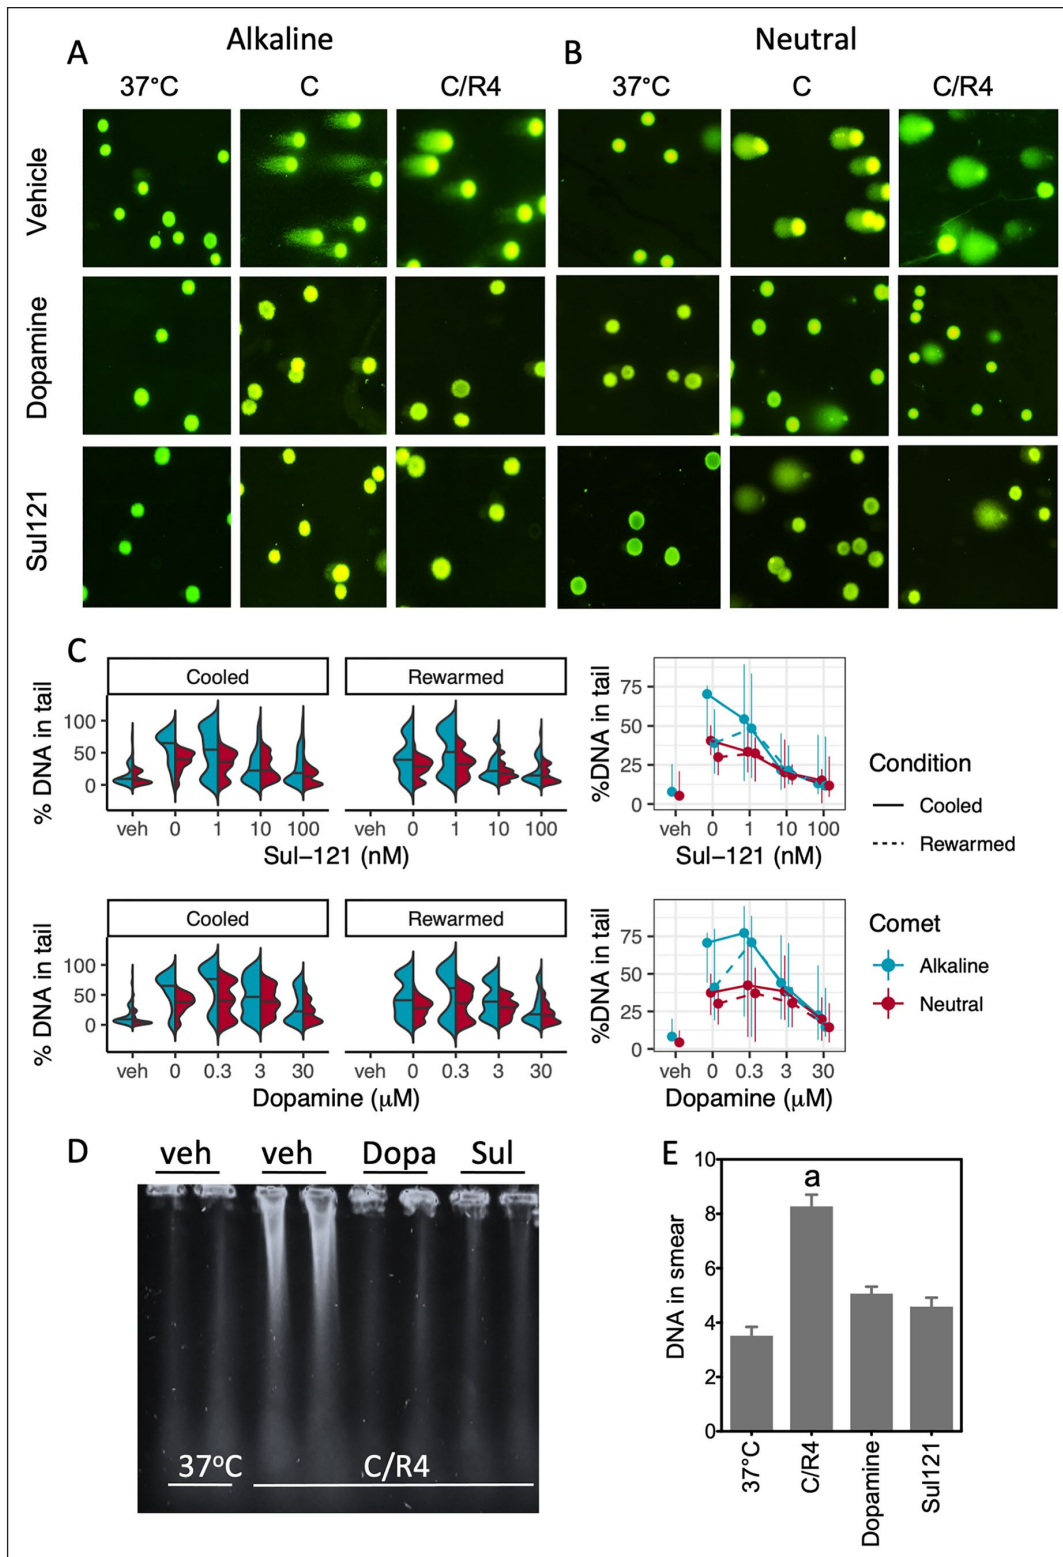 A
Alkaline
B
Neutral
37°C
C
C/R4
37°C
C
C/R4
Vehicle
Dopamine
Sul121
C
Cooled
Rewarmed
% DNA in tail
100
50
0
veh
0
1
10
100
veh
0
1
10
100
Sul–121 (nM)
%DNA in tail
75
50
25
0
veh
0
1
10
100
Sul–121 (nM)
Condition
Cooled
Rewarmed
Cooled
Rewarmed
% DNA in tail
100
50
0
veh
0
0.3
3
30
veh
0
0.3
3
30
Dopamine (μM)
%DNA in tail
75
50
25
0
veh
0
0.3
3
30
Dopamine (μM)
Comet
Alkaline
Neutral
D
veh
veh
Dopa
Sul
37°C
C/R4
E
DNA in smear
10
8
6
4
2
0
a
37°C
C/R4
Dopamine
Sul121